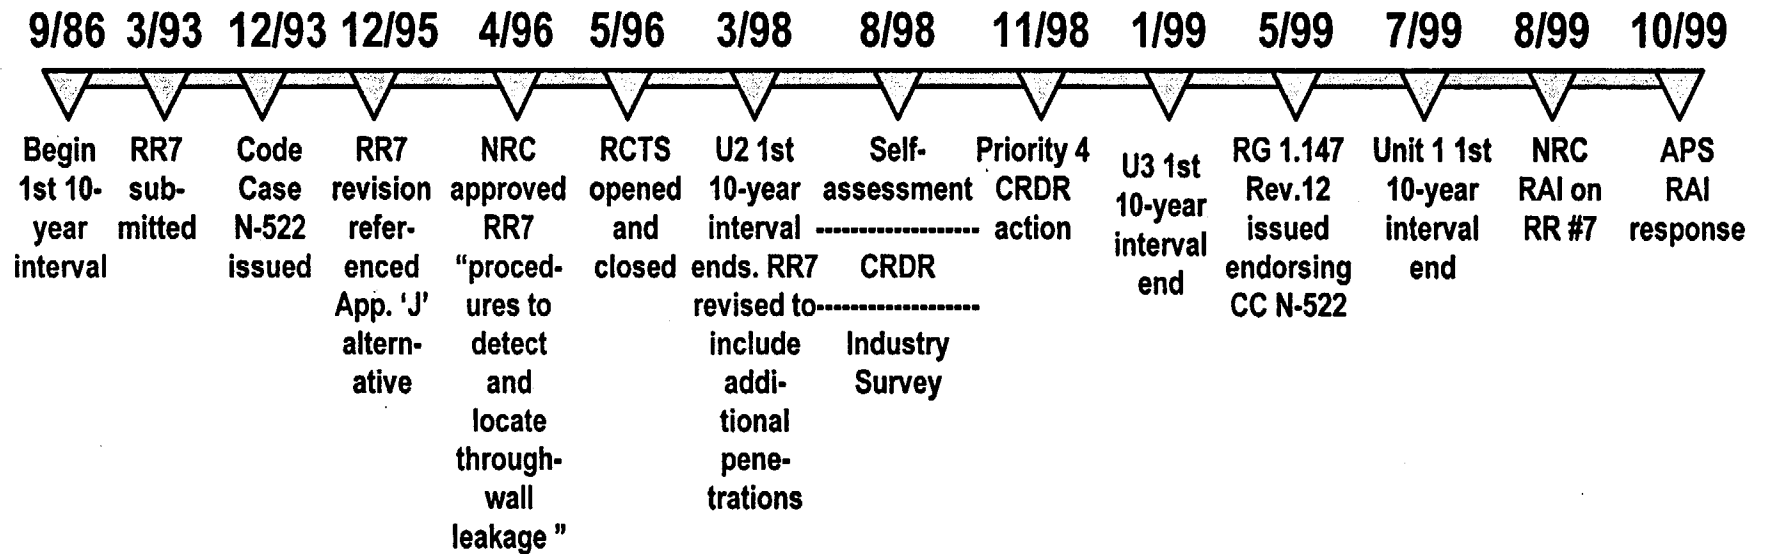 9/86 3/93 12/93 12/95 4/96 5/96 3/98 8/98 11/98 1/99 5/99 7/99 8/99 10/99
Begin
1st 10-
year
interval
RR7
sub-
mitted
Code
Case
N-522
issued
RR7
revision
refer-
enced
App. ‘J’
altern-
ative
NRC
approved
RR7
“proced-
ures to
detect
and
locate
through-
wall
leakage ”
RCTS
opened
and
closed
U2 1st
10-year
interval
ends. RR7
revised to
include
addi-
tional
pene-
trations
Self-
assessment
-------------------
CRDR
-------------------
Industry
Survey
Priority 4
CRDR
action
U3 1st
10-year
interval
end
RG 1.147
Rev.12
issued
endorsing
CC N-522
Unit 1 1st
10-year
interval
end
NRC
RAI on
RR #7
APS
RAI
response